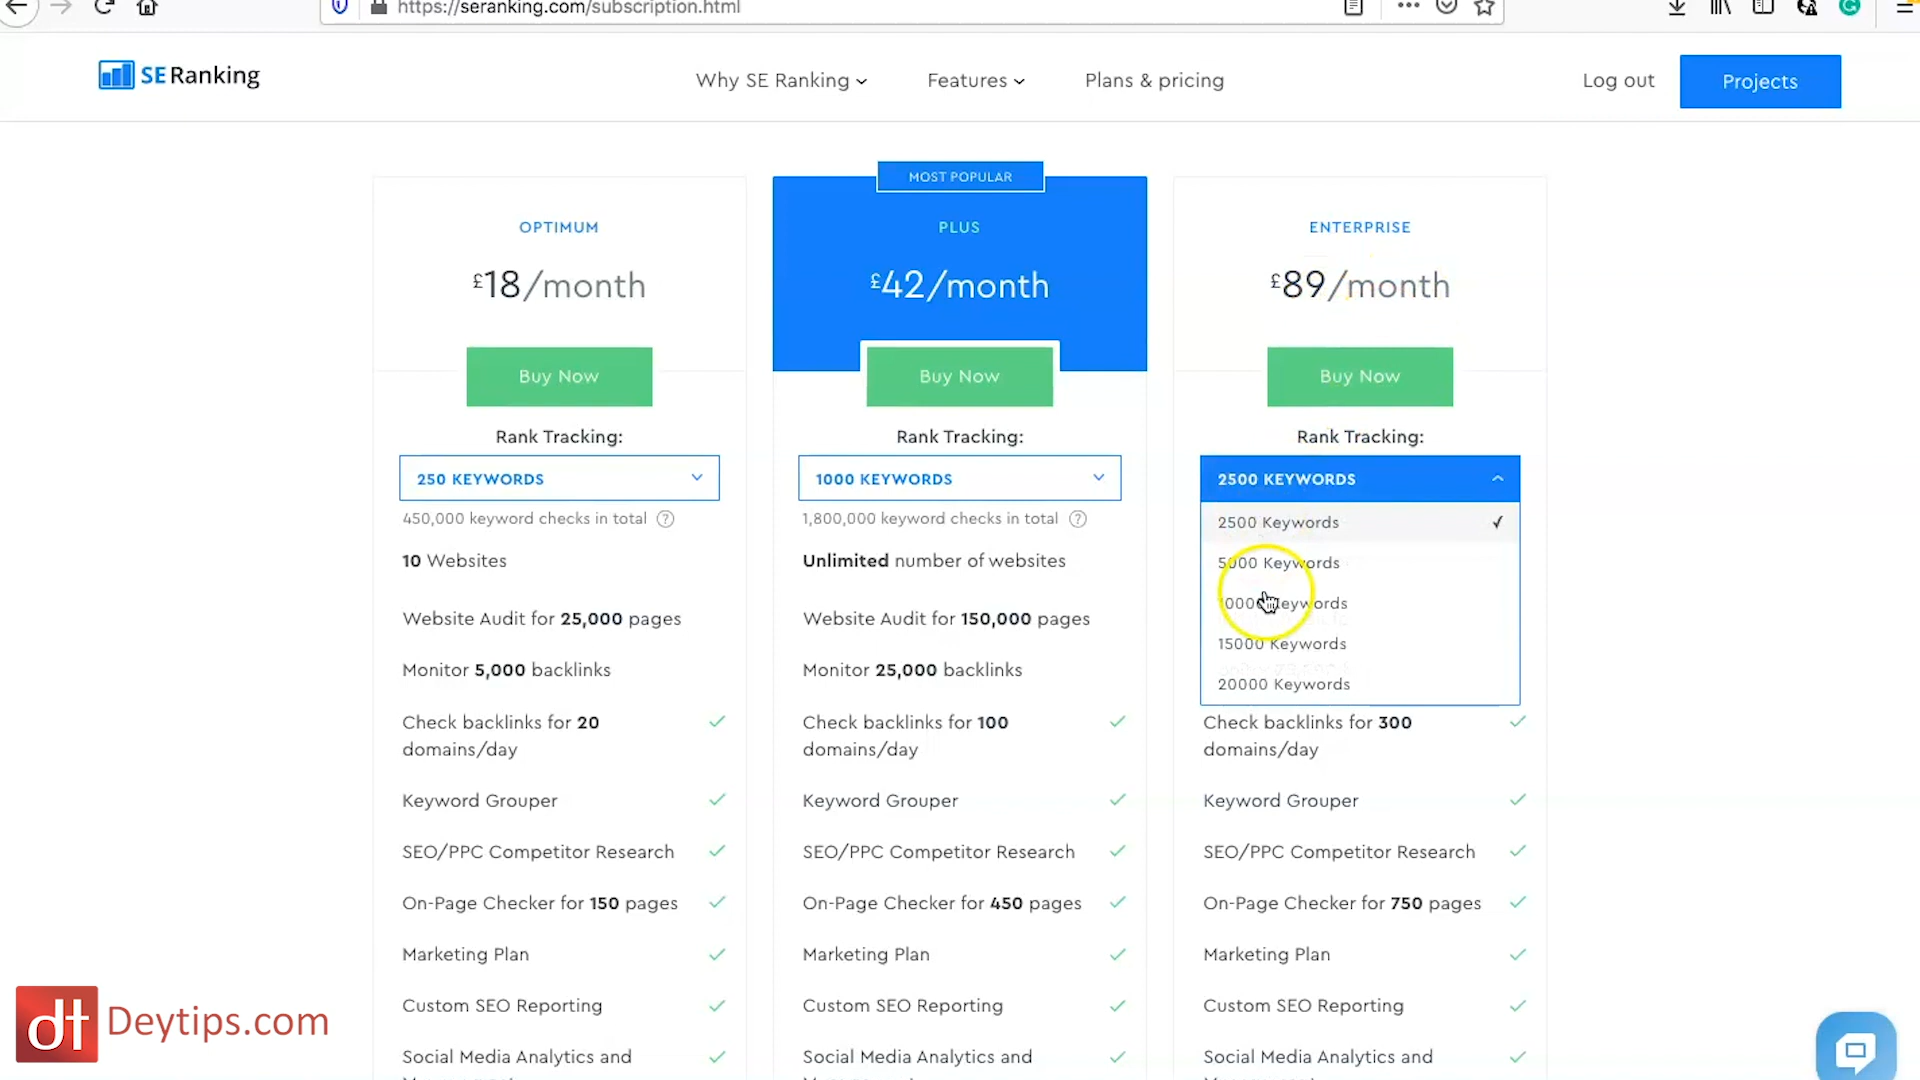 https://seranking.com/subscription.html
SE Ranking
Why SE Ranking
Features
Plans & pricing
Log out
Projects
OPTIMUM
£18/month
Buy Now
Rank Tracking:
250 KEYWORDS
450,000 keyword checks in total ?
10 Websites
Website Audit for 25,000 pages
Monitor 5,000 backlinks
Check backlinks for 20
domains/day
Keyword Grouper
SEO/PPC Competitor Research
On-Page Checker for 150 pages
Marketing Plan
Custom SEO Reporting
Social Media Analytics and
MOST POPULAR
PLUS
£42/month
Buy Now
Rank Tracking:
1000 KEYWORDS
1,800,000 keyword checks in total ?
Unlimited number of websites
Website Audit for 150,000 pages
Monitor 25,000 backlinks
Check backlinks for 100
domains/day
Keyword Grouper
SEO/PPC Competitor Research
On-Page Checker for 450 pages
Marketing Plan
Custom SEO Reporting
Social Media Analytics and
ENTERPRISE
£89/month
Buy Now
Rank Tracking:
2500 KEYWORDS
2500 Keywords
5000 Keywords
10000 Keywords
15000 Keywords
20000 Keywords
Check backlinks for 300
domains/day
Keyword Grouper
SEO/PPC Competitor Research
On-Page Checker for 750 pages
Marketing Plan
Custom SEO Reporting
Social Media Analytics and
dt Deytips.com